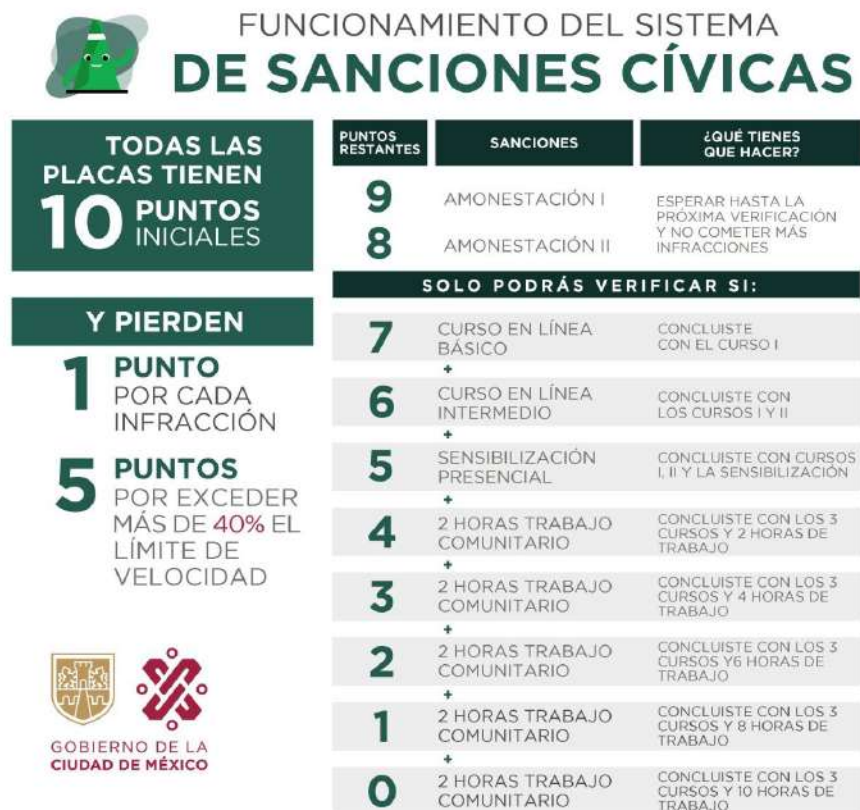 FUNCIONAMIENTO DEL SISTEMA
DE SANCIONES CÍVICAS
TODAS LAS
PLACAS TIENEN
10 PUNTOS
INICIALES
Y PIERDEN
1 PUNTO
POR CADA
INFRACCIÓN
5 PUNTOS
POR EXCEDER
MÁS DE 40% EL
LÍMITE DE
VELOCIDAD
GOBIERNO DE LA
CIUDAD DE MÉXICO
PUNTOS
RESTANTES
SANCIONES
¿QUÉ TIENES
QUE HACER?
9
AMONESTACIÓN I
8
AMONESTACIÓN II
ESPERAR HASTA LA
PRÓXIMA VERIFICACIÓN
Y NO COMETER MÁS
INFRACCIONES
SOLO PODRÁS VERIFICAR SI:
7
CURSO EN LÍNEA
BÁSICO
CONCLUISTE
CON EL CURSO I
+
6
CURSO EN LÍNEA
INTERMEDIO
CONCLUISTE CON
LOS CURSOS I Y II
+
5
SENSIBILIZACIÓN
PRESENCIAL
CONCLUISTE CON CURSOS
I, II Y LA SENSIBILIZACIÓN
+
4
2 HORAS TRABAJO
COMUNITARIO
CONCLUISTE CON LOS 3
CURSOS Y 2 HORAS DE
TRABAJO
+
3
2 HORAS TRABAJO
COMUNITARIO
CONCLUISTE CON LOS 3
CURSOS Y 4 HORAS DE
TRABAJO
+
2
2 HORAS TRABAJO
COMUNITARIO
CONCLUISTE CON LOS 3
CURSOS Y6 HORAS DE
TRABAJO
+
1
2 HORAS TRABAJO
COMUNITARIO
CONCLUISTE CON LOS 3
CURSOS Y 8 HORAS DE
TRABAJO
+
0
2 HORAS TRABAJO
COMUNITARIO
CONCLUISTE CON LOS 3
CURSOS Y 10 HORAS DE
TRABAJO